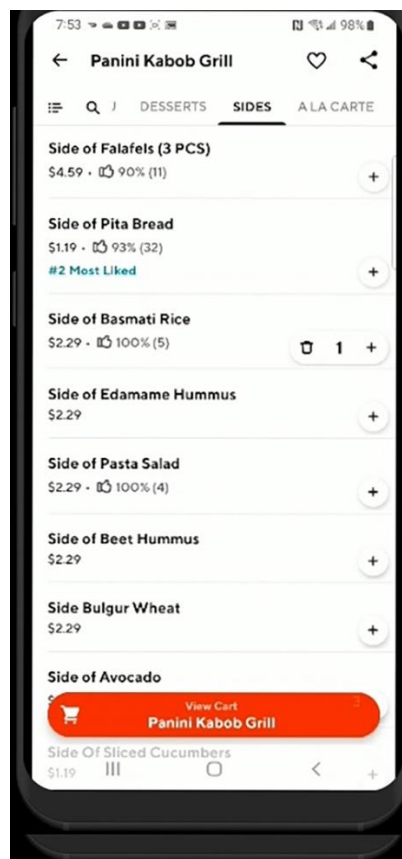 7:53
98%
Panini Kabob Grill
DESSERTS SIDES A LA CARTE
Side of Falafels (3 PCS)
$4.59 • 90% (11)
Side of Pita Bread
$1.19 • 93% (32)
#2 Most Liked
Side of Basmati Rice
$2.29 • 100% (5)
1
Side of Edamame Hummus
$2.29
Side of Pasta Salad
$2.29 • 100% (4)
Side of Beet Hummus
$2.29
Side Bulgur Wheat
$2.29
Side of Avocado
View Cart
Panini Kabob Grill
Side Of Sliced Cucumbers
$1.19